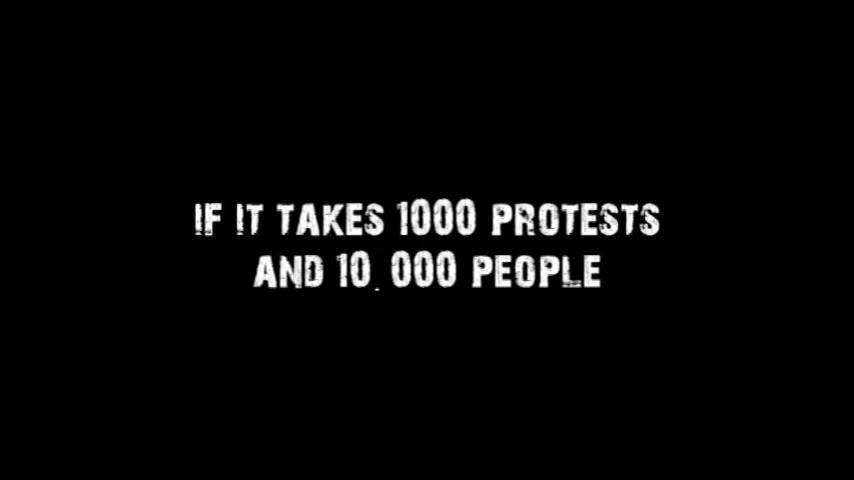 IF IT TAKES 1000 PROTESTS
AND 10. 000 PEOPLE